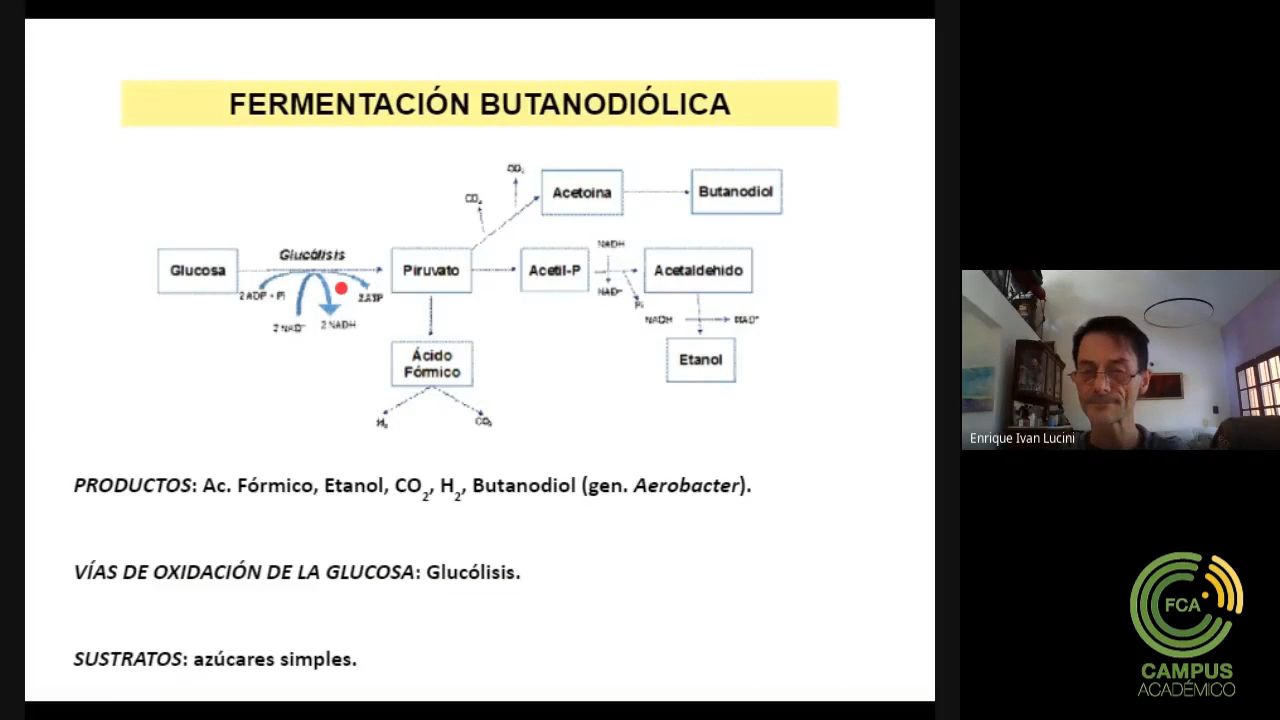 FERMENTACIÓN BUTANODIÓLICA
CO₂
CO₂
Acetoina
Butanodiol
Glucosa
Glucólisis
Piruvato
Acetil-P
NADH
Acetaldehido
2 ADP + Pi
2 ATP
2 NAD⁺
2 NADH
NAD⁺
Pi
NADH
NAD⁺
Ácido
Fórmico
Etanol
H₂
CO₂
PRODUCTOS: Ac. Fórmico, Etanol, CO₂, H₂, Butanodiol (gen. Aerobacter).
VÍAS DE OXIDACIÓN DE LA GLUCOSA: Glucólisis.
SUSTRATOS: azúcares simples.
Enrique Ivan Lucini
FCA
CAMPUS
ACADÉMICO